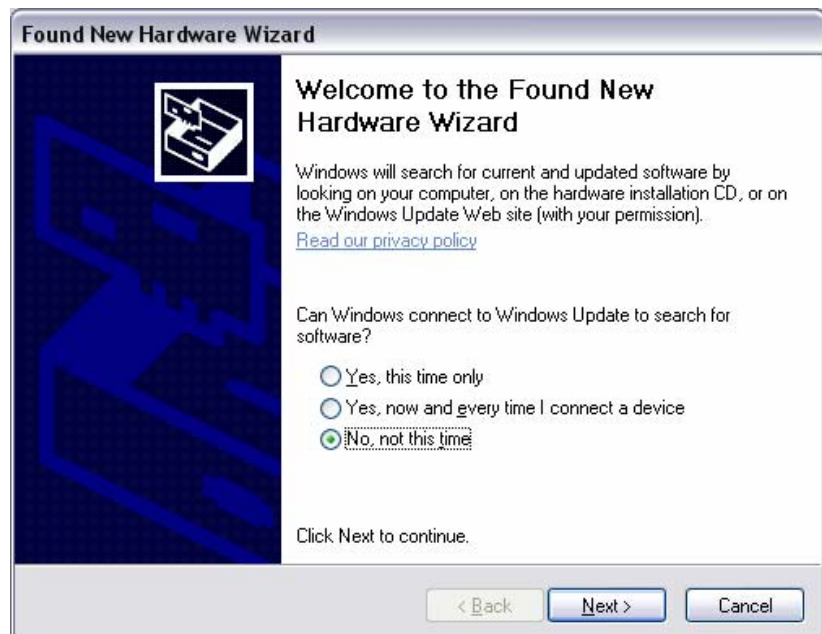 Found New Hardware Wizard
Welcome to the Found New
Hardware Wizard
Windows will search for current and updated software by
looking on your computer, on the hardware installation CD, or on
the Windows Update Web site (with your permission).
Read our privacy policy
Can Windows connect to Windows Update to search for
software?
Yes, this time only
Yes, now and every time I connect a device
No, not this time
Click Next to continue.
< Back Next > Cancel